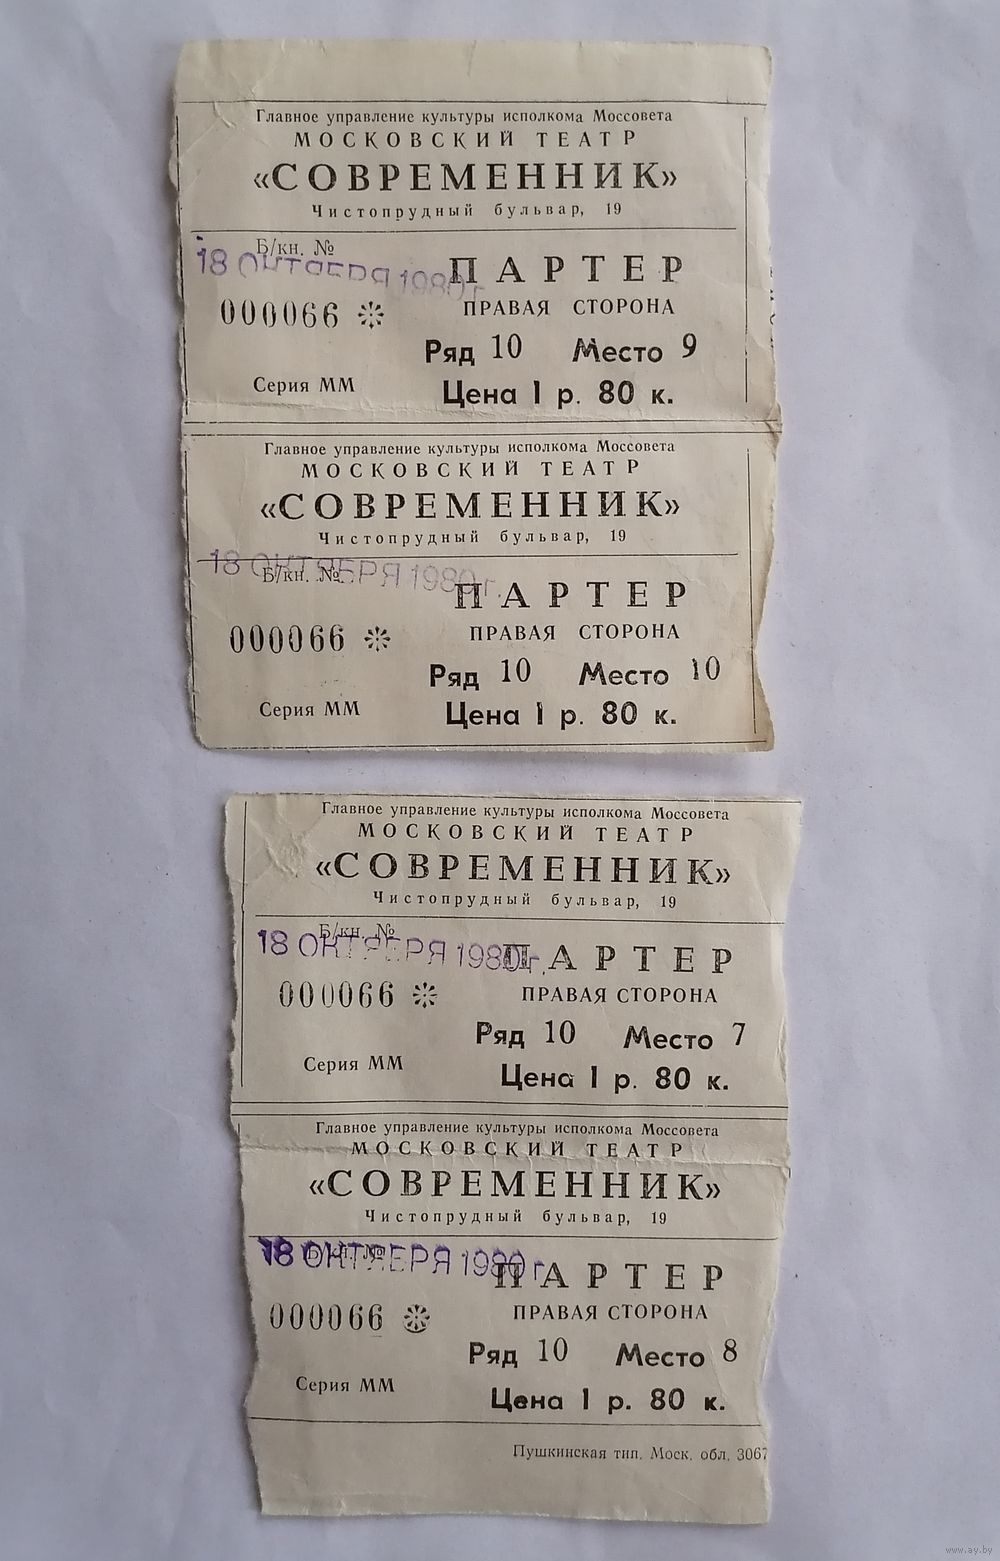 Главное управление культуры исполкома Моссовета
МОСКОВСКИЙ ТЕАТР
«СОВРЕМЕННИК»
Чистопрудный бульвар, 19
Б/кн. №
18 ОКТЯБРЯ 1980 г.
ПАРТЕР
000066
ПРАВАЯ СТОРОНА
Ряд 10 Место 9
Серия ММ
Цена 1 р. 80 к.
Главное управление культуры исполкома Моссовета
МОСКОВСКИЙ ТЕАТР
«СОВРЕМЕННИК»
Чистопрудный бульвар, 19
18 ОКТЯБРЯ 1980 г.
Б/кн. №
ПАРТЕР
000066
ПРАВАЯ СТОРОНА
Ряд 10 Место 10
Серия ММ
Цена 1 р. 80 к.
Главное управление культуры исполкома Моссовета
МОСКОВСКИЙ ТЕАТР
«СОВРЕМЕННИК»
Чистопрудный бульвар, 19
Б/кн. №
18 ОКТЯБРЯ 1980 г.
ПАРТЕР
000066
ПРАВАЯ СТОРОНА
Ряд 10 Место 7
Серия ММ
Цена 1 р. 80 к.
Главное управление культуры исполкома Моссовета
МОСКОВСКИЙ ТЕАТР
«СОВРЕМЕННИК»
Чистопрудный бульвар, 19
Б/кн. №
18 ОКТЯБРЯ 1980 г.
ПАРТЕР
000066
ПРАВАЯ СТОРОНА
Ряд 10 Место 8
Серия ММ
Цена 1 р. 80 к.
Пушкинская тип. Моск. обл. 3067
www.ay.by